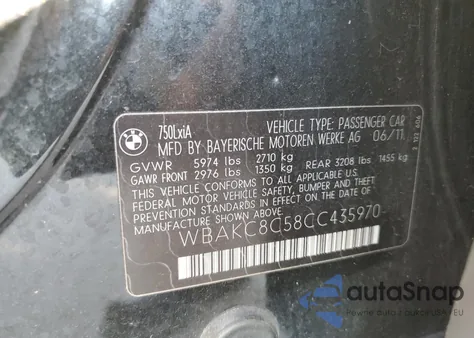 BMW
750LxiA VEHICLE TYPE: PASSENGER CAR
MFD BY BAYERISCHE MOTOREN WERKE AG 06/11
GVWR 5974 lbs 2710 kg
GAWR FRONT 2976 lbs 1350 kg REAR 3208 lbs 1455 kg
THIS VEHICLE CONFORMS TO ALL APPLICABLE
FEDERAL MOTOR VEHICLE SAFETY, BUMPER AND THEFT
PREVENTION STANDARDS IN EFFECT ON THE DATE OF
MANUFACTURE SHOWN ABOVE.
WBAKC8C58CC435970
autoSnap